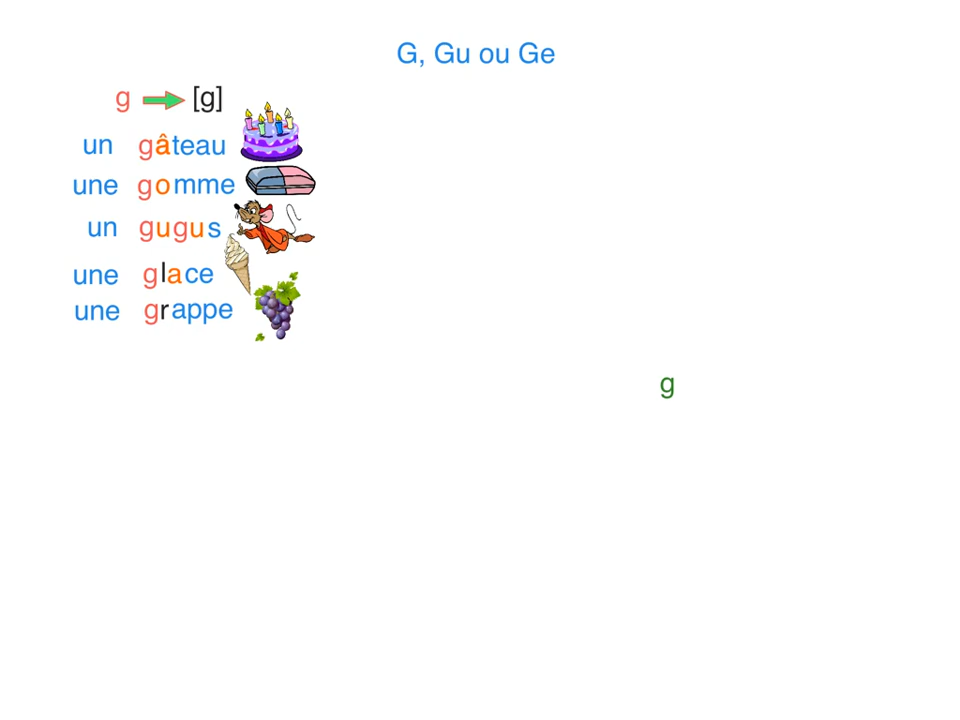 G, Gu ou Ge
g [g]
un gâteau
une gomme
un gugus
une glace
une grappe
g